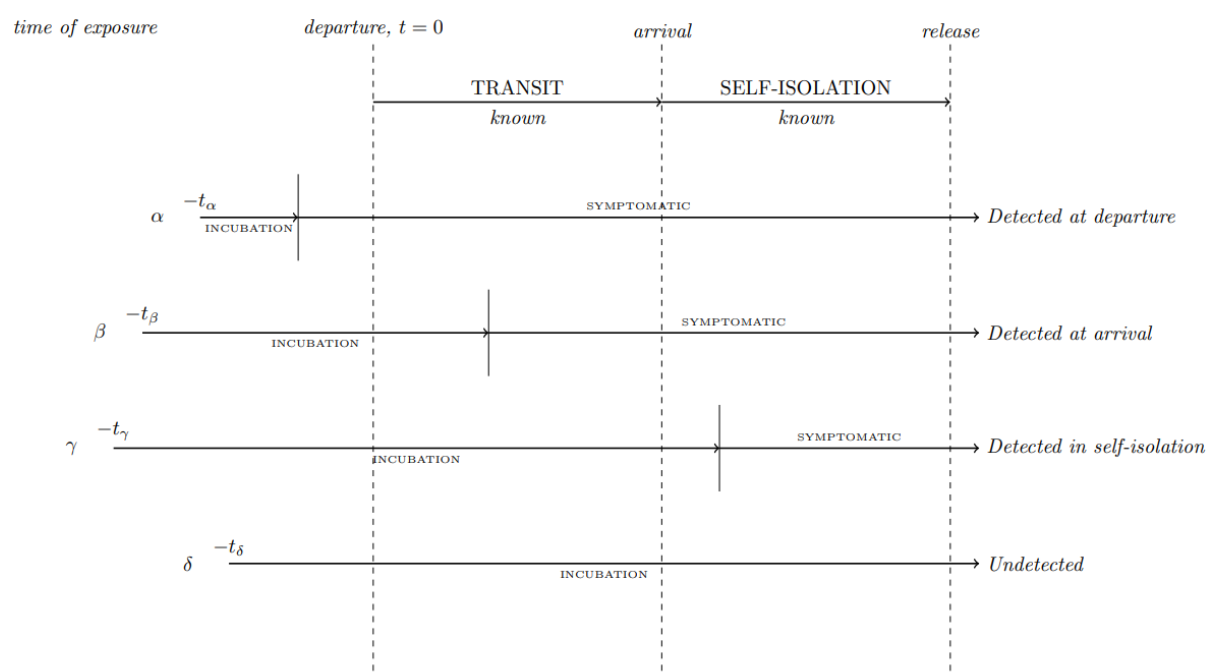 time of exposure departure, t = 0 arrival release
TRANSIT SELF-ISOLATION
known known
−tα
α SYMPTOMATIC Detected at departure
INCUBATION
−tβ
β SYMPTOMATIC Detected at arrival
INCUBATION
−tγ
γ SYMPTOMATIC Detected in self-isolation
INCUBATION
−tδ
δ Undetected
INCUBATION